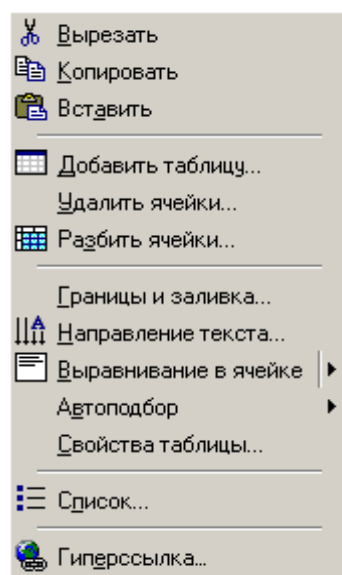 Вырезать
Копировать
Вставить
Добавить таблицу...
Удалить ячейки...
Разбить ячейки...
Границы и заливка...
Направление текста...
Выравнивание в ячейке
Автоподбор
Свойства таблицы...
Список...
Гиперссылка...